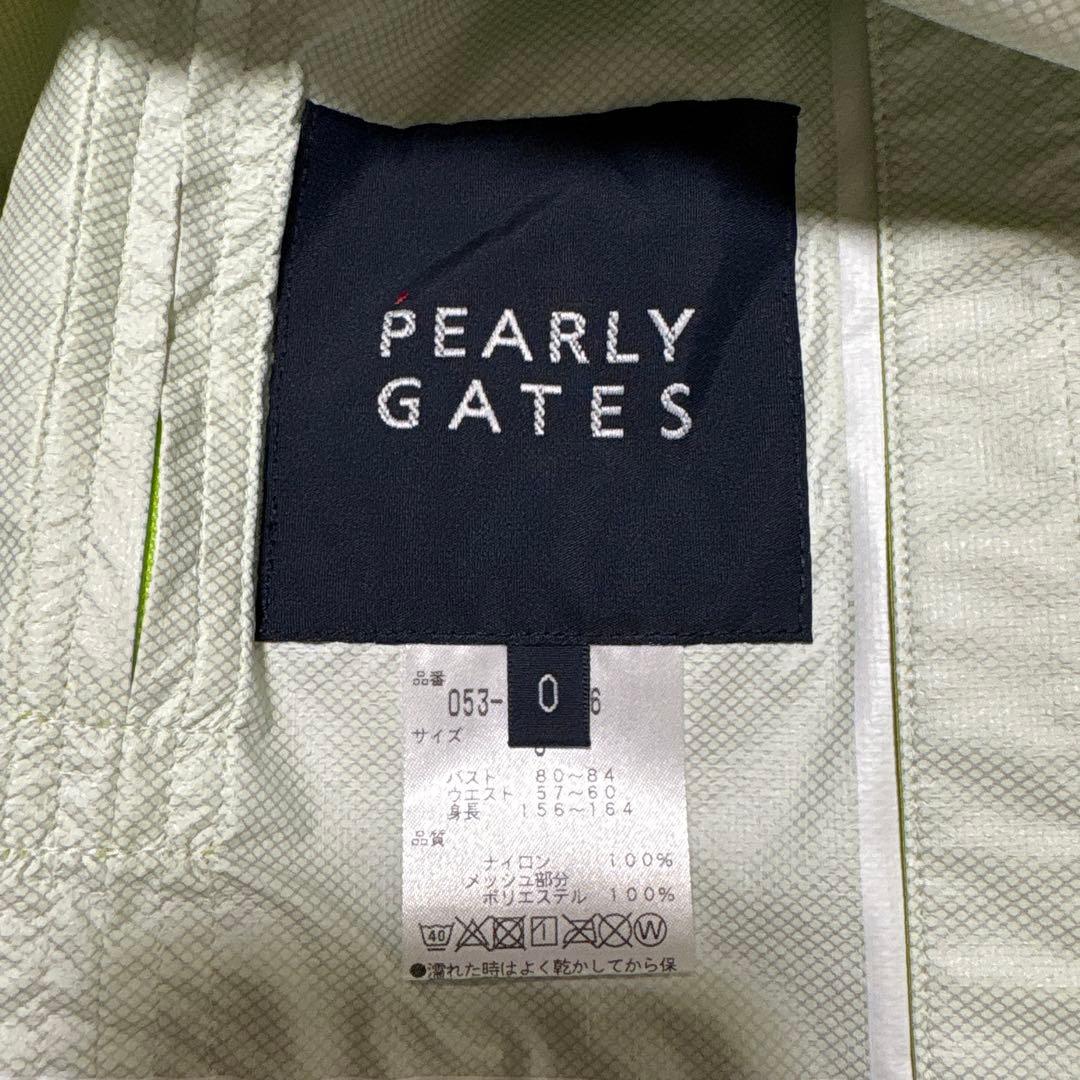 PEARLY
GATES
品番
053-
0
6
サイズ
バスト 80~84
ウエスト 57~60
身長 156~164
品質
ナイロン 100%
メッシュ部分
ポリエステル 100%
40 W
●濡れた時はよく乾かしてから保